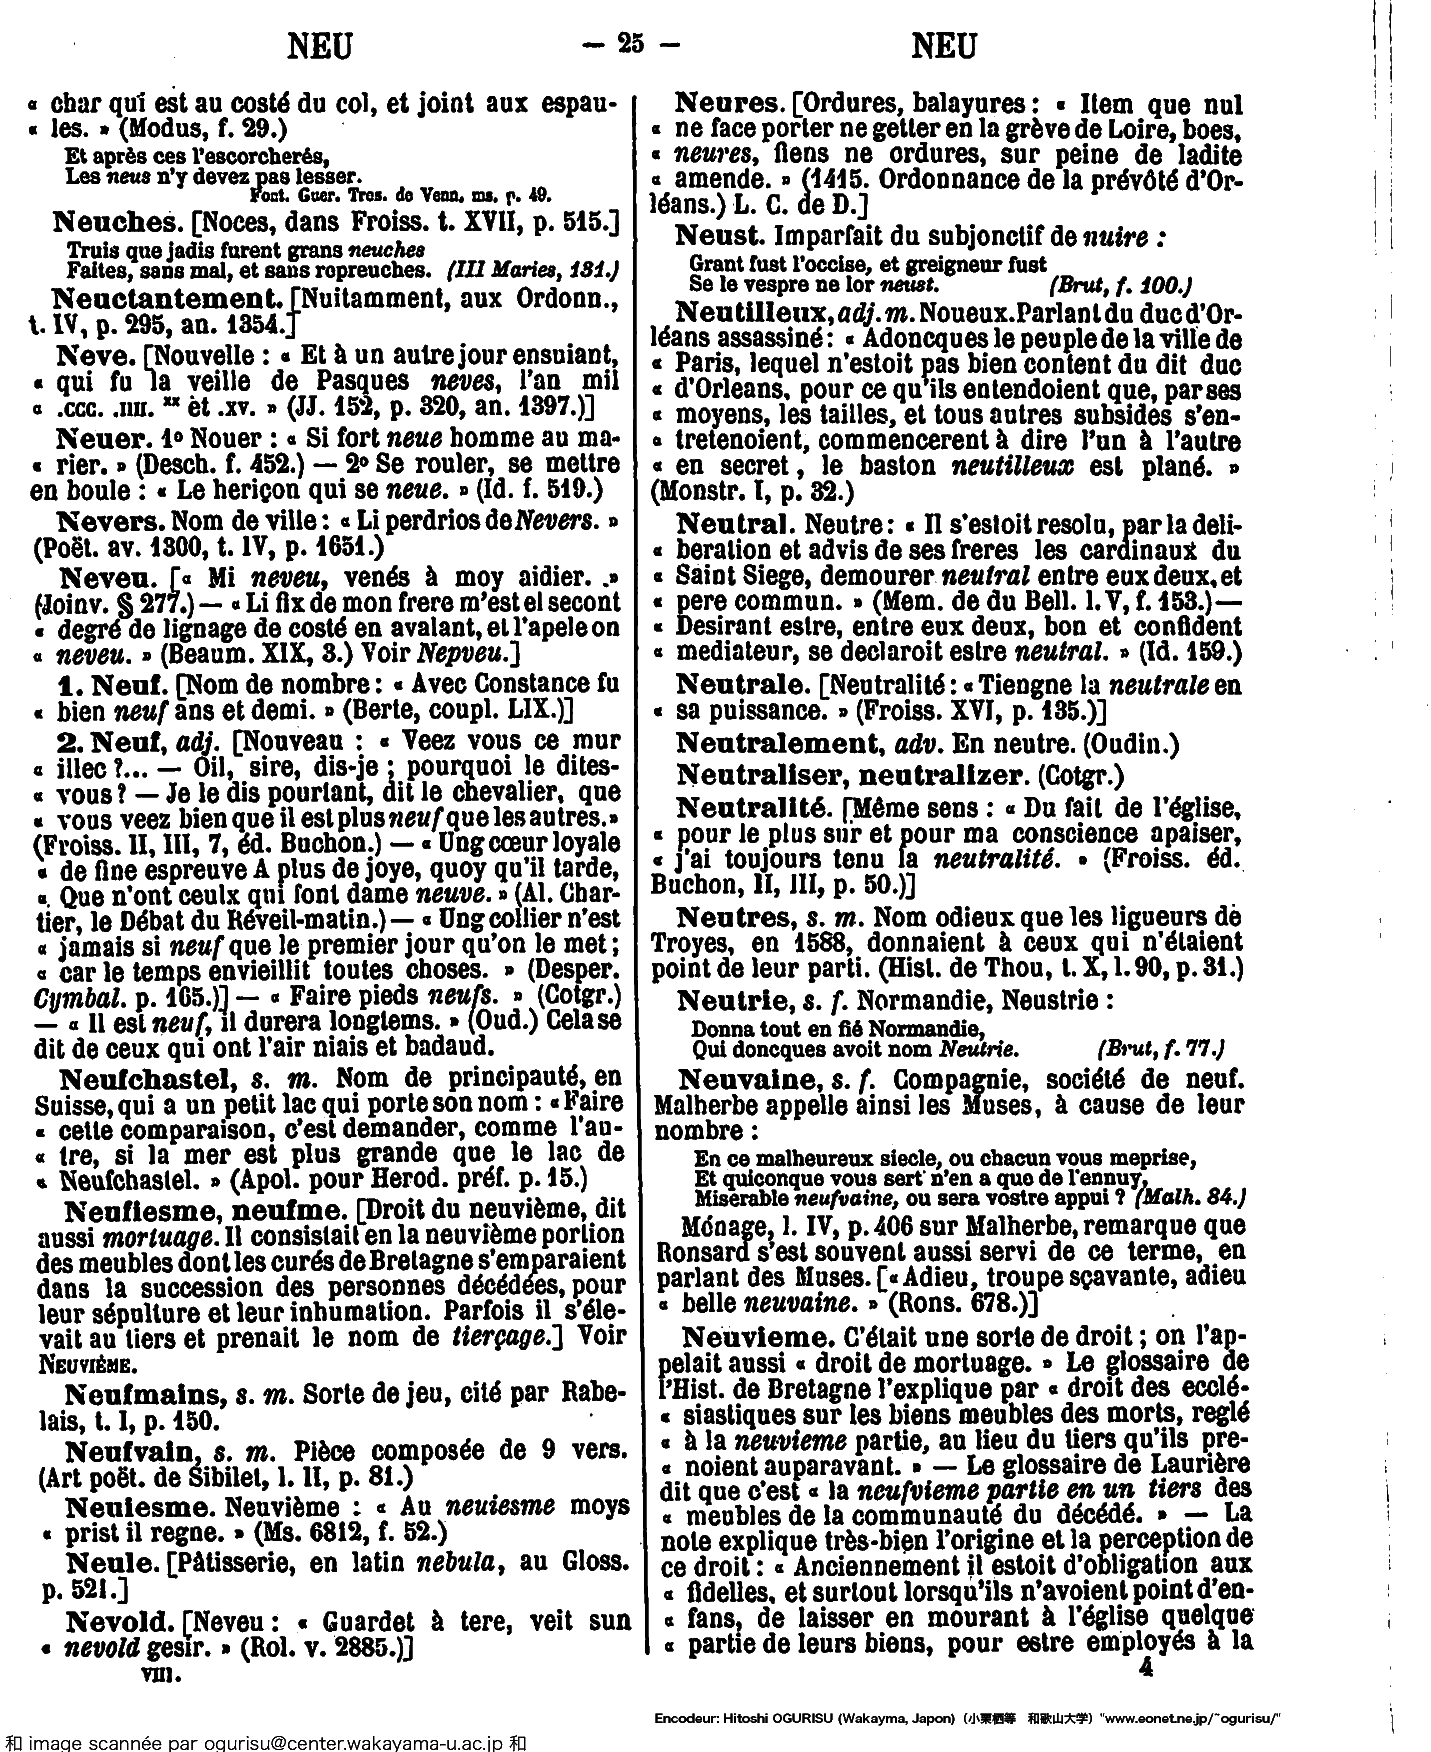 NEU — 25 — NEU
« char qui est au costé du col, et joint aux espau-
« les. » (Modus, f. 29.)
Et après ces l'escorcherés,
Les neus n'y devez pas lesser.
Font. Guer. Tres. de Venn, ms. p. 49.
Neuches. [Noces, dans Froiss. t. XVII, p. 515.]
Truis que jadis furent grans neuches
Faites, sans mal, et sans ropreuches. (III Maries, 131.)
Neuctantement. [Nuitamment, aux Ordonn.,
t. IV, p. 295, an. 1354.]
Neve. [Nouvelle : « Et à un autre jour ensuiant,
« qui fu la veille de Pasques neves, l'an mil
« .CCC. .IIII. XX et .XV. » (JJ. 152, p. 320, an. 1397.)]
Neuer. 1º Nouer : « Si fort neue homme au ma-
« rier. » (Desch. f. 452.) — 2º Se rouler, se mettre
en boule : « Le heriçon qui se neue. » (Id. f. 519.)
Nevers. Nom de ville : « Li perdrios de Nevers. »
(Poët. av. 1300, t. IV, p. 1651.)
Neveu. [« Mi neveu, venés à moy aidier. »
(Joinv. § 277.) — « Li fix de mon frere m'est el secont
« degré de lignage de costé en avalant, et l'apele on
« neveu. » (Beaum. XIX, 3.) Voir Nepveu.]
1. Neuf. [Nom de nombre : « Avec Constance fu
« bien neuf ans et demi. » (Berte, coupl. LIX.)]
2. Neuf, adj. [Nouveau : « Veez vous ce mur
« illec ?... — Oil, sire, dis-je ; pourquoi le dites-
« vous ? — Je le dis pourtant, dit le chevalier, que
« vous veez bien que il est plus neuf que les autres. »
(Froiss. II, III, 7, éd. Buchon.) — « Ung cœur loyale
« de fine espreuve A plus de joye, quoy qu'il tarde,
« Que n'ont ceulx qui font dame neuve. » (Al. Char-
tier, le Débat du Réveil-matin.) — « Ung collier n'est
« jamais si neuf que le premier jour qu'on le met ;
« car le temps envieillit toutes choses. » (Desper.
Cymbal. p. 165.)] — « Faire pieds neufs. » (Cotgr.)
— « Il est neuf, il durera longtems. » (Oud.) Cela se
dit de ceux qui ont l'air niais et badaud.
Neufchastel, s. m. Nom de principauté, en
Suisse, qui a un petit lac qui porte son nom : « Faire
« cette comparaison, c'est demander, comme l'au-
« tre, si la mer est plus grande que le lac de
« Neufchastel. » (Apol. pour Herod. préf. p. 15.)
Neufiesme, neufme. [Droit du neuvième, dit
aussi mortuage. Il consistait en la neuvième portion
des meubles dont les curés de Bretagne s'emparaient
dans la succession des personnes décédées, pour
leur sépulture et leur inhumation. Parfois il s'éle-
vait au tiers et prenait le nom de tierçage.] Voir
NEUVIÈME.
Neufmains, s. m. Sorte de jeu, cité par Rabe-
lais, t. I, p. 150.
Neufvain, s. m. Pièce composée de 9 vers.
(Art poët. de Sibilet, l. II, p. 81.)
Neuiesme. Neuvième : « Au neuiesme moys
« prist il regne. » (Ms. 6812, f. 52.)
Neule. [Pâtisserie, en latin nebula, au Gloss.
p. 521.]
Nevold. [Neveu : « Guardet à tere, veit sun
« nevold gesir. » (Rol. v. 2885.)]
VIII.
Neures. [Ordures, balayures : « Item que nul
« ne face porter ne getter en la grève de Loire, boes,
« neures, fiens ne ordures, sur peine de ladite
« amende. » (1415. Ordonnance de la prévôté d'Or-
léans.) L. C. de D.]
Neust. Imparfait du subjonctif de nuire :
Grant fust l'occise, et greigneur fust
Se le vespre ne lor neust. (Brut, f. 100.)
Neutilleux, adj. m. Noueux. Parlant du duc d'Or-
léans assassiné : « Adoncques le peuple de la ville de
« Paris, lequel n'estoit pas bien content du dit duc
« d'Orleans, pour ce qu'ils entendoient que, par ses
« moyens, les tailles, et tous autres subsides s'en-
« tretenoient, commencerent à dire l'un à l'autre
« en secret, le baston neutilleux est plané. »
(Monstr. I, p. 32.)
Neutral. Neutre : « Il s'estoit resolu, par la deli-
« beration et advis de ses freres les cardinaux du
« Saint Siege, demourer neutral entre eux deux, et
« pere commun. » (Mem. de du Bell. l. V, f. 153.) —
« Desirant estre, entre eux deux, bon et confident
« mediateur, se declaroit estre neutral. » (Id. 159.)
Neutrale. [Neutralité : « Tiengne la neutrale en
« sa puissance. » (Froiss. XVI, p. 135.)]
Neutralement, adv. En neutre. (Oudin.)
Neutraliser, neutralizer. (Cotgr.)
Neutralité. [Même sens : « Du fait de l'église,
« pour le plus sur et pour ma conscience apaiser,
« j'ai toujours tenu la neutralité. » (Froiss. éd.
Buchon, II, III, p. 50.)]
Neutres, s. m. Nom odieux que les ligueurs de
Troyes, en 1588, donnaient à ceux qui n'étaient
point de leur parti. (Hist. de Thou, t. X, l. 90, p. 31.)
Neutrie, s. f. Normandie, Neustrie :
Donna tout en fié Normandie,
Qui doncques avoit nom Neutrie. (Brut, f. 77.)
Neuvaine, s. f. Compagnie, société de neuf.
Malherbe appelle ainsi les Muses, à cause de leur
nombre :
En ce malheureux siecle, ou chacun vous meprise,
Et quiconque vous sert n'en a que de l'ennuy,
Miserable neufvaine, ou sera vostre appui ? (Malh. 84.)
Ménage, l. IV, p. 406 sur Malherbe, remarque que
Ronsard s'est souvent aussi servi de ce terme, en
parlant des Muses. [« Adieu, troupe sçavante, adieu
« belle neuvaine. » (Rons. 678.)]
Neuvieme. C'était une sorte de droit ; on l'ap-
pelait aussi « droit de mortuage. » Le glossaire de
l'Hist. de Bretagne l'explique par « droit des ecclé-
« siastiques sur les biens meubles des morts, reglé
« à la neuvieme partie, au lieu du tiers qu'ils pre-
« noient auparavant. » — Le glossaire de Laurière
dit que c'est « la neufvieme partie en un tiers des
« meubles de la communauté du décédé. » — La
note explique très-bien l'origine et la perception de
ce droit : « Anciennement il estoit d'obligation aux
« fidelles, et surtout lorsqu'ils n'avoient point d'en-
« fans, de laisser en mourant à l'église quelque
« partie de leurs biens, pour estre employés à la
4
Encodeur: Hitoshi OGURISU (Wakayma, Japon) (小栗栖等 和歌山大学) "www.eonet.ne.jp/~ogurisu/"
和 image scannée par ogurisu@center.wakayama-u.ac.jp 和